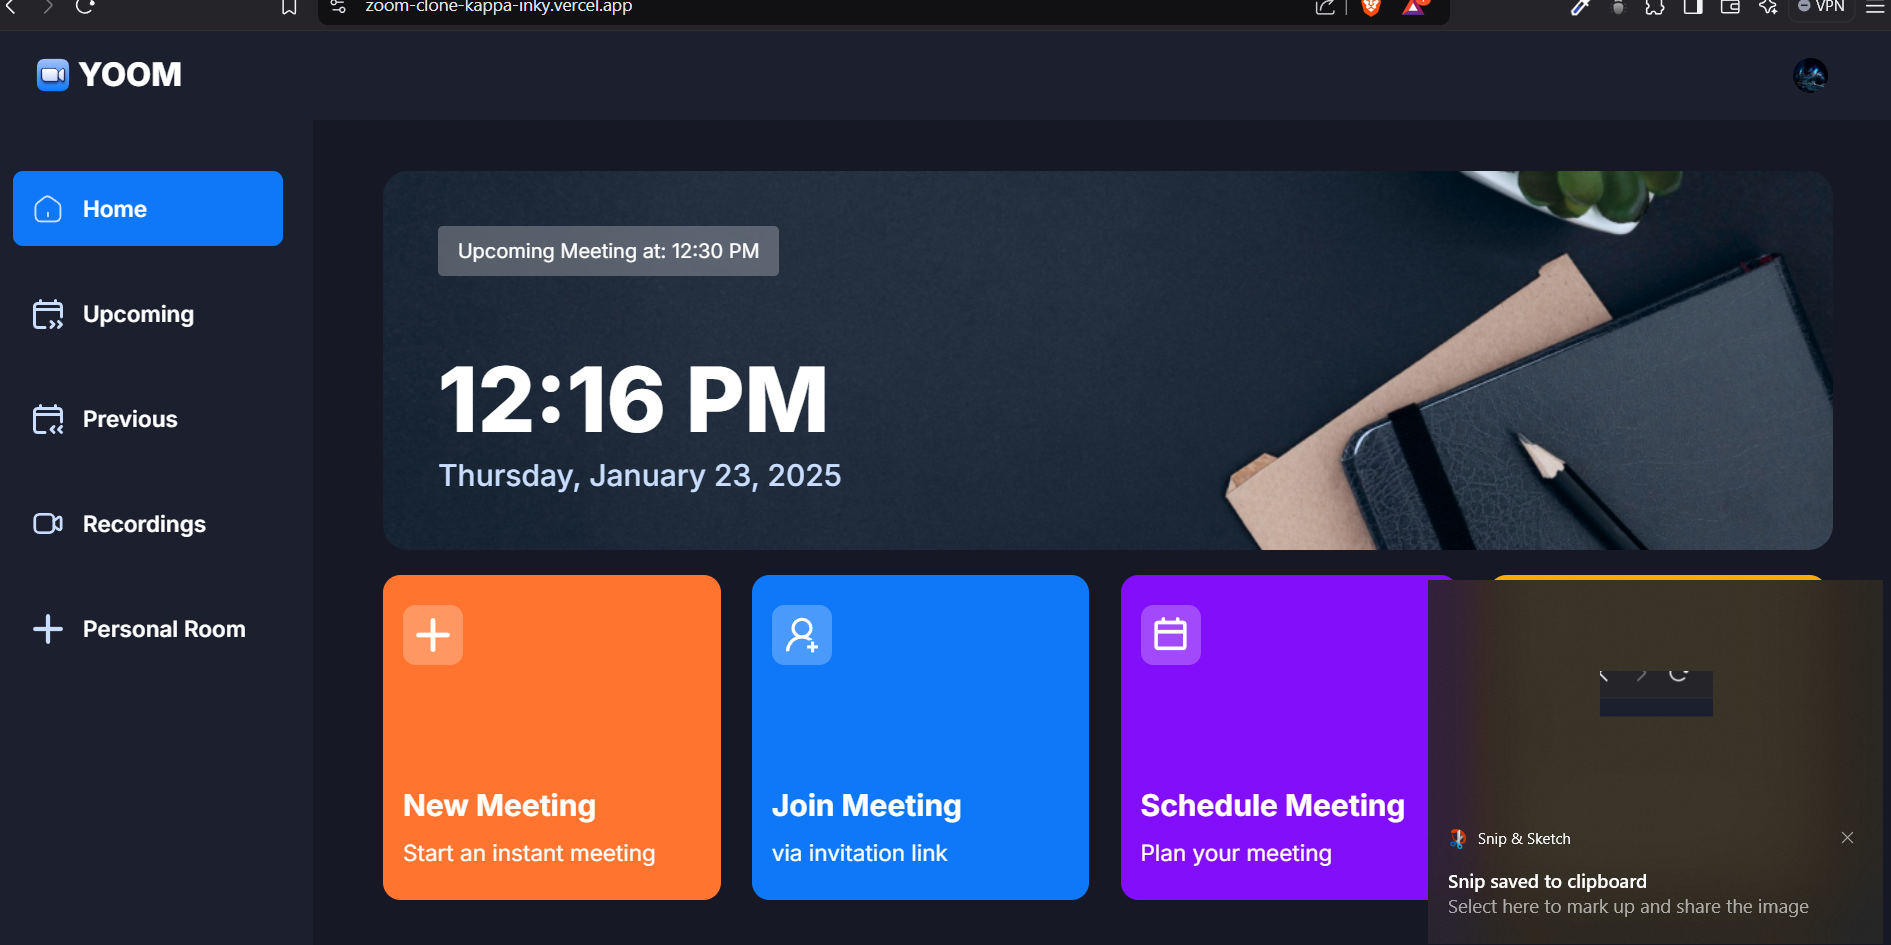 zoom-clone-kappa-inky.vercel.app
VPN
YOOM
Home
Upcoming
Previous
Recordings
Personal Room
Upcoming Meeting at: 12:30 PM
12:16 PM
Thursday, January 23, 2025
New Meeting
Start an instant meeting
Join Meeting
via invitation link
Schedule Meeting
Plan your meeting
Snip & Sketch
Snip saved to clipboard
Select here to mark up and share the image